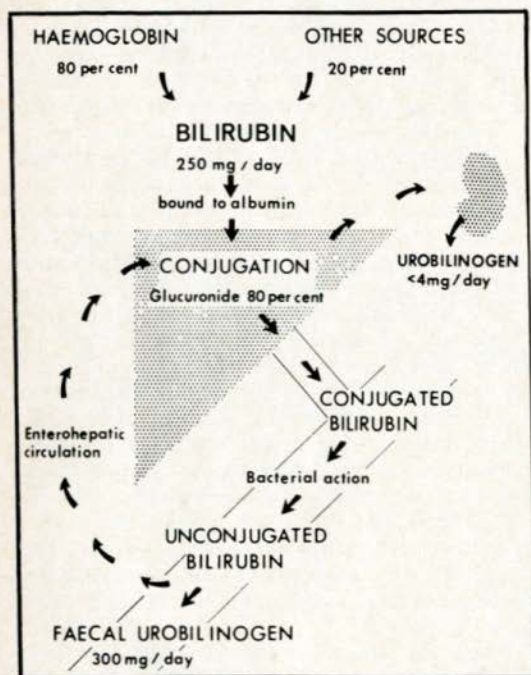 HAEMOGLOBIN
80 per cent
OTHER SOURCES
20 per cent
BILIRUBIN
250 mg / day
bound to albumin
CONJUGATION
Glucuronide 80 per cent
UROBILINOGEN
<4mg/day
CONJUGATED
BILIRUBIN
Enterohepatic
circulation
Bacterial action
UNCONJUGATED
BILIRUBIN
FAECAL UROBILINOGEN
300 mg / day